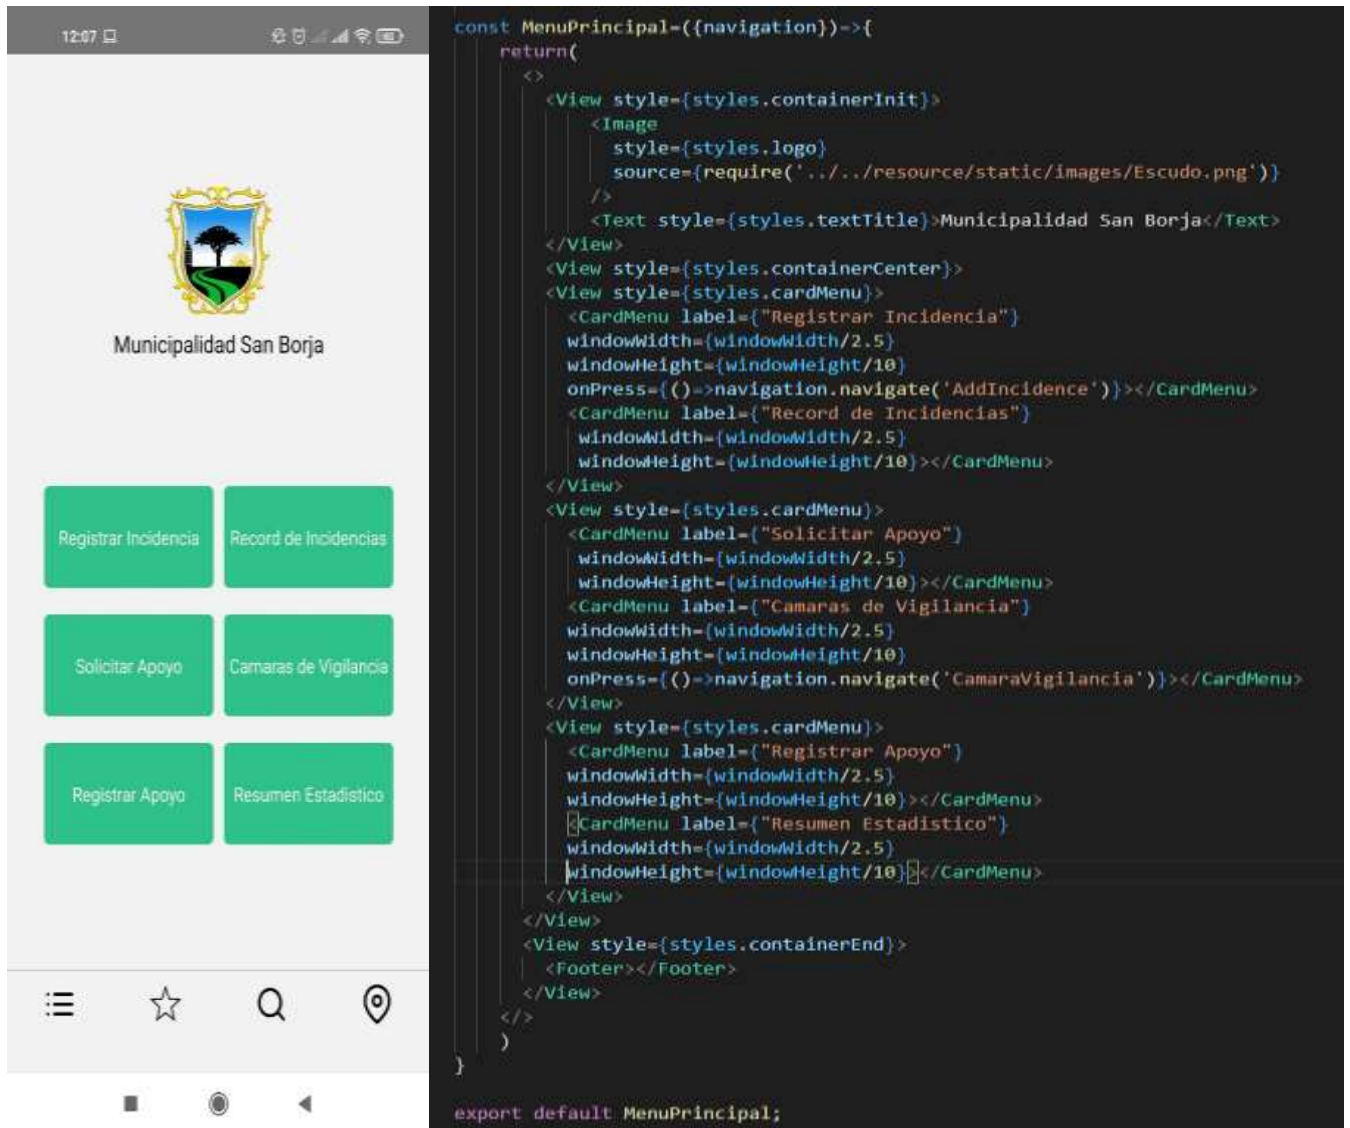 12:07
Municipalidad San Borja
Registrar Incidencia
Record de Incidencias
Solicitar Apoyo
Camaras de Vigilancia
Registrar Apoyo
Resumen Estadistico
const MenuPrincipal=({navigation})=>{
return(
<>
<View style={styles.containerInit}>
<Image
style={styles.logo}
source={require('../../resource/static/images/Escudo.png')}
/>
<Text style={styles.textTitle}>Municipalidad San Borja</Text>
</View>
<View style={styles.containerCenter}>
<View style={styles.cardMenu}>
<CardMenu label={"Registrar Incidencia"}
windowWidth={windowWidth/2.5}
windowHeight={windowHeight/10}
onPress={()=>navigation.navigate('AddIncidence')}></CardMenu>
<CardMenu label={"Record de Incidencias"}
windowWidth={windowWidth/2.5}
windowHeight={windowHeight/10}></CardMenu>
</View>
<View style={styles.cardMenu}>
<CardMenu label={"Solicitar Apoyo"}
windowWidth={windowWidth/2.5}
windowHeight={windowHeight/10}></CardMenu>
<CardMenu label={"Camaras de Vigilancia"}
windowWidth={windowWidth/2.5}
windowHeight={windowHeight/10}
onPress={()=>navigation.navigate('CamaraVigilancia')}></CardMenu>
</View>
<View style={styles.cardMenu}>
<CardMenu label={"Registrar Apoyo"}
windowWidth={windowWidth/2.5}
windowHeight={windowHeight/10}></CardMenu>
<CardMenu label={"Resumen Estadistico"}
windowWidth={windowWidth/2.5}
windowHeight={windowHeight/10}></CardMenu>
</View>
</View>
<View style={styles.containerEnd}>
<Footer></Footer>
</View>
</>
)
}
export default MenuPrincipal;